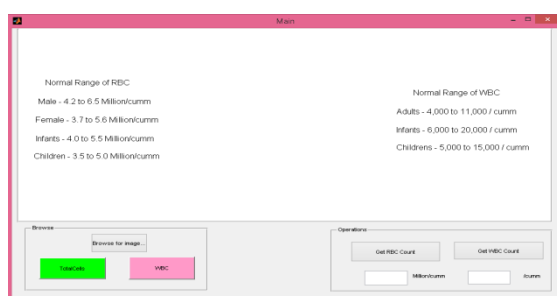 Main
Normal Range of RBC
Male - 4.2 to 6.5 Million/cumm
Female - 3.7 to 5.6 Million/cumm
Infants - 4.0 to 5.5 Million/cumm
Children - 3.5 to 5.0 Million/cumm
Normal Range of WBC
Adults - 4,000 to 11,000 / cumm
Infants - 6,000 to 20,000 / cumm
Childrens - 5,000 to 15,000 / cumm
Browse
Browse for image...
TotalCells
WBC
Operations
Get RBC Count
Get WBC Count
Million/cumm
/cumm